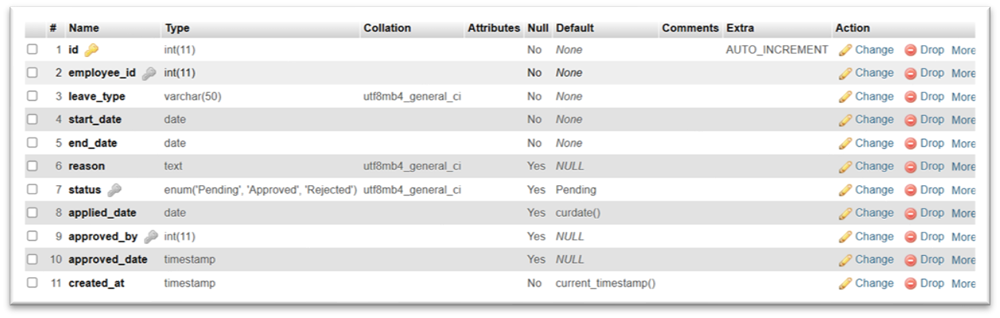 # Name Type Collation Attributes Null Default Comments Extra Action
1 id int(11) No None AUTO_INCREMENT Change Drop More
2 employee_id int(11) No None Change Drop More
3 leave_type varchar(50) utf8mb4_general_ci No None Change Drop More
4 start_date date No None Change Drop More
5 end_date date No None Change Drop More
6 reason text utf8mb4_general_ci Yes NULL Change Drop More
7 status enum('Pending', 'Approved', 'Rejected') utf8mb4_general_ci Yes Pending Change Drop More
8 applied_date date Yes curdate() Change Drop More
9 approved_by int(11) Yes NULL Change Drop More
10 approved_date timestamp Yes NULL Change Drop More
11 created_at timestamp No current_timestamp() Change Drop More